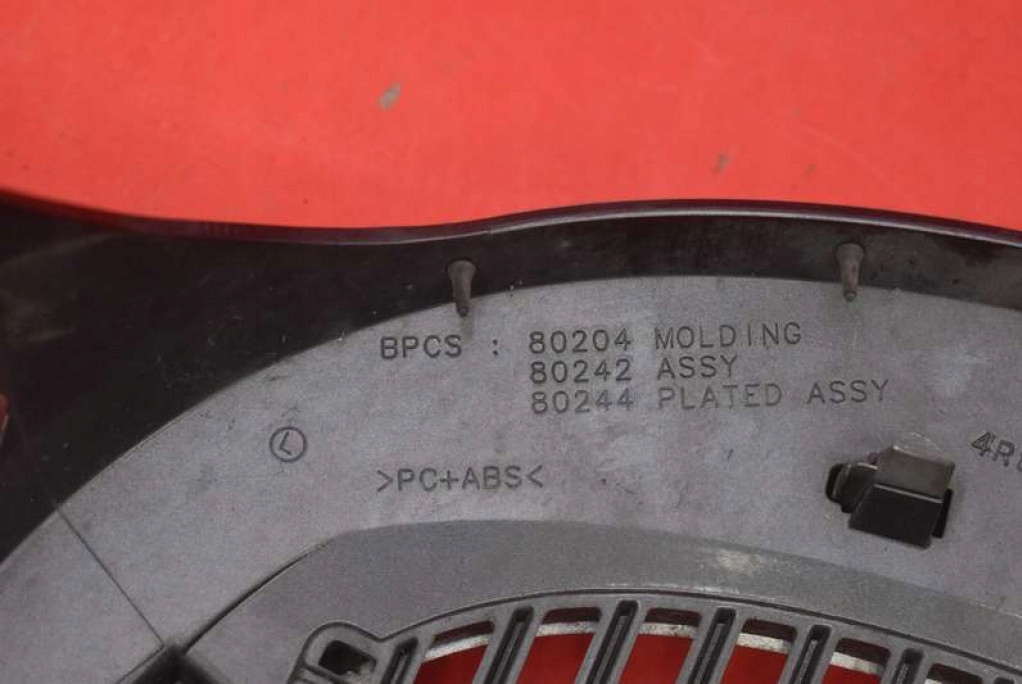 BPCS : 80204 MOLDING
80242 ASSY
80244 PLATED ASSY
L
>PC+ABS<